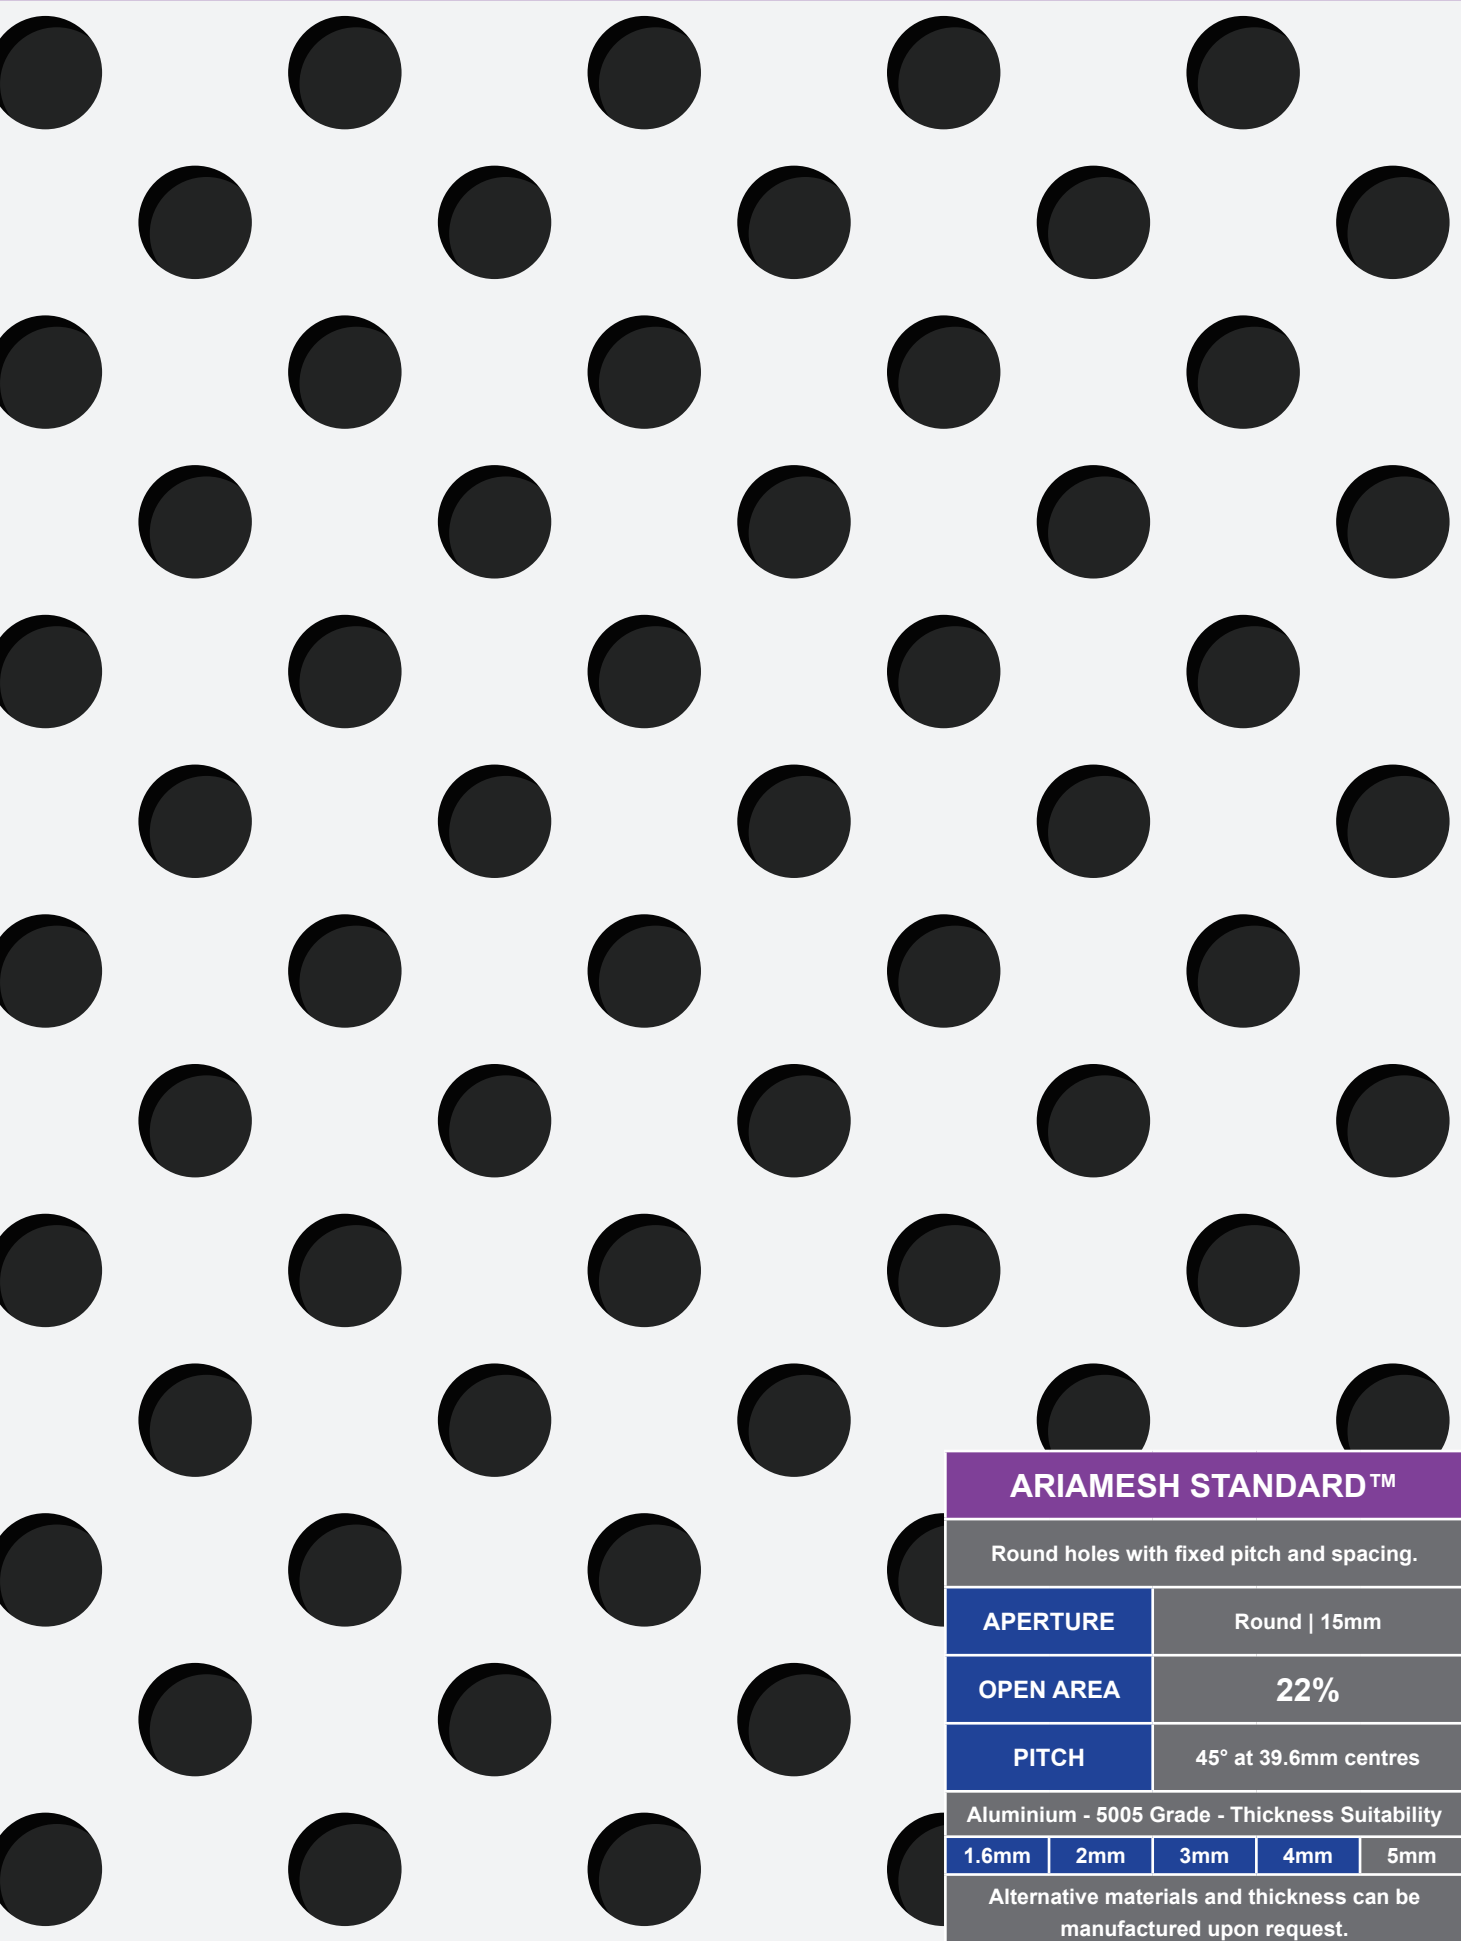 ARIAMESH STANDARD™
Round holes with fixed pitch and spacing.
APERTURE
Round | 15mm
OPEN AREA
22%
PITCH
45° at 39.6mm centres
Aluminium - 5005 Grade - Thickness Suitability
1.6mm 2mm 3mm 4mm 5mm
Alternative materials and thickness can be
manufactured upon request.